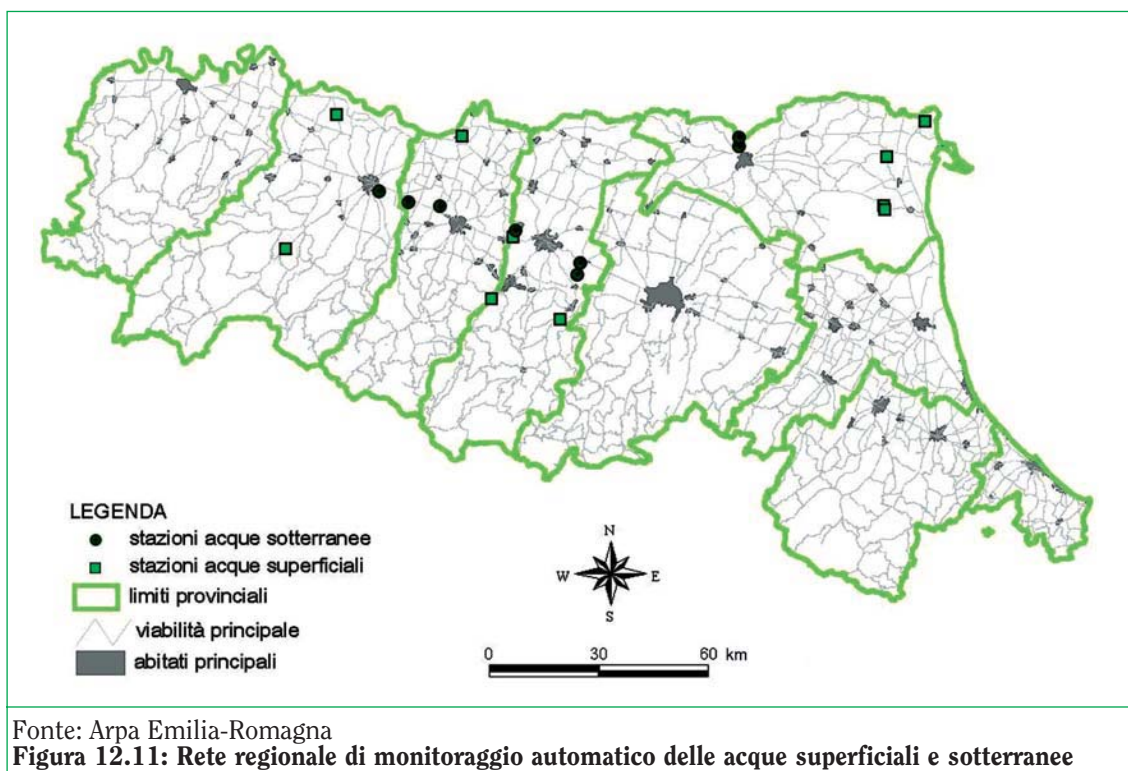 LEGENDA
stazioni acque sotterranee
stazioni acque superficiali
limiti provinciali
viabilità principale
abitati principali
N
W E
S
0 30 60 km
Fonte: Arpa Emilia-Romagna
Figura 12.11: Rete regionale di monitoraggio automatico delle acque superficiali e sotterranee